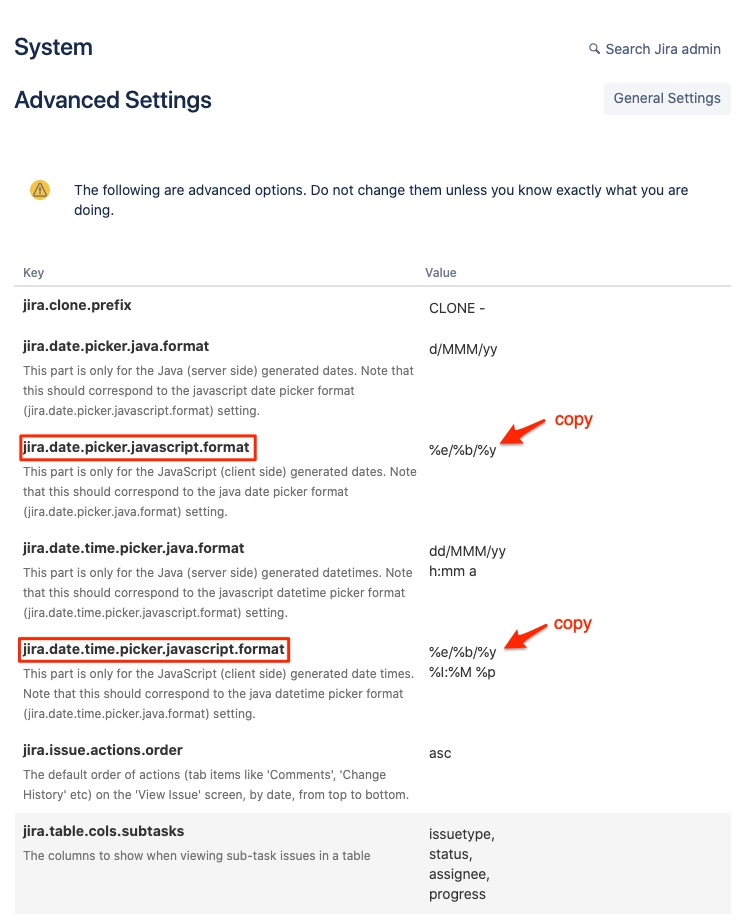 System
Search Jira admin
Advanced Settings
General Settings
The following are advanced options. Do not change them unless you know exactly what you are
doing.
Key
Value
jira.clone.prefix
CLONE -
jira.date.picker.java.format
d/MMM/yy
This part is only for the Java (server side) generated dates. Note that
this should correspond to the javascript date picker format
(jira.date.picker.javascript.format) setting.
copy
jira.date.picker.javascript.format
%e/%b/%y
This part is only for the JavaScript (client side) generated dates. Note
that this should correspond to the java date picker format
(jira.date.picker.java.format) setting.
jira.date.time.picker.java.format
dd/MMM/yy
h:mm a
This part is only for the Java (server side) generated datetimes. Note
that this should correspond to the javascript datetime picker format
(jira.date.time.picker.javascript.format) setting.
copy
jira.date.time.picker.javascript.format
%e/%b/%y
%I:%M %p
This part is only for the JavaScript (client side) generated date times.
Note that this should correspond to the java datetime picker format
(jira.date.time.picker.java.format) setting.
jira.issue.actions.order
asc
The default order of actions (tab items like 'Comments', 'Change
History' etc) on the 'View Issue' screen, by date, from top to bottom.
jira.table.cols.subtasks
issuetype,
status,
assignee,
progress
The columns to show when viewing sub-task issues in a table